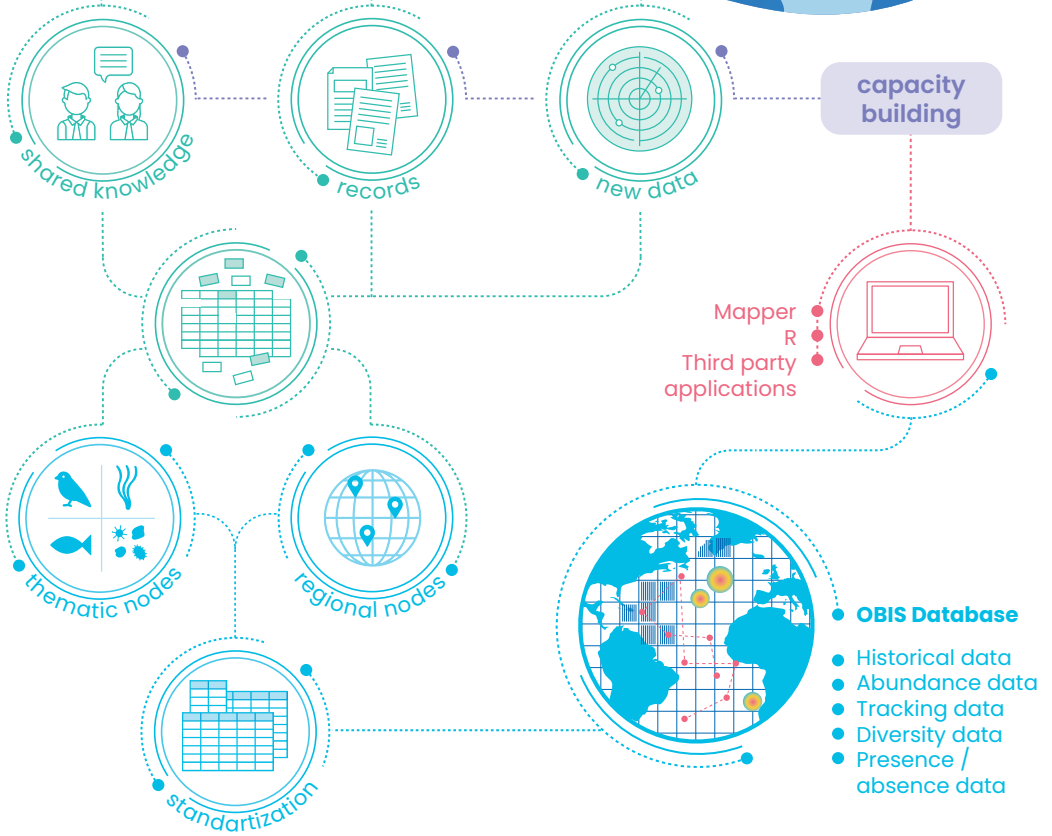 shared knowledge
records
new data
capacity
building
Mapper
R
Third party
applications
thematic nodes
regional nodes
OBIS Database
Historical data
Abundance data
Tracking data
Diversity data
Presence /
absence data
standartization